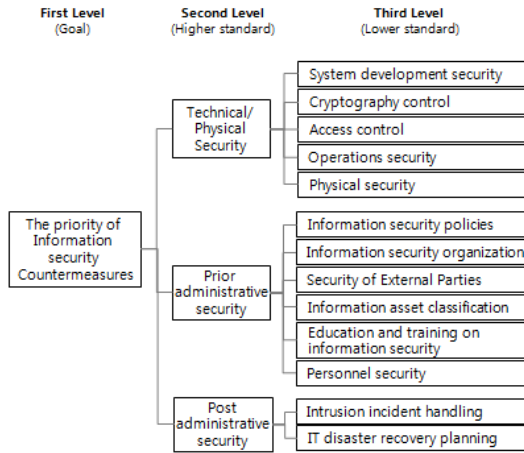 First Level
(Goal)
Second Level
(Higher standard)
Third Level
(Lower standard)
The priority of
Information
security
Countermeasures
Technical/
Physical
Security
System development security
Cryptography control
Access control
Operations security
Physical security
Prior
administrative
security
Information security policies
Information security organization
Security of External Parties
Information asset classification
Education and training on
information security
Personnel security
Post
administrative
security
Intrusion incident handling
IT disaster recovery planning